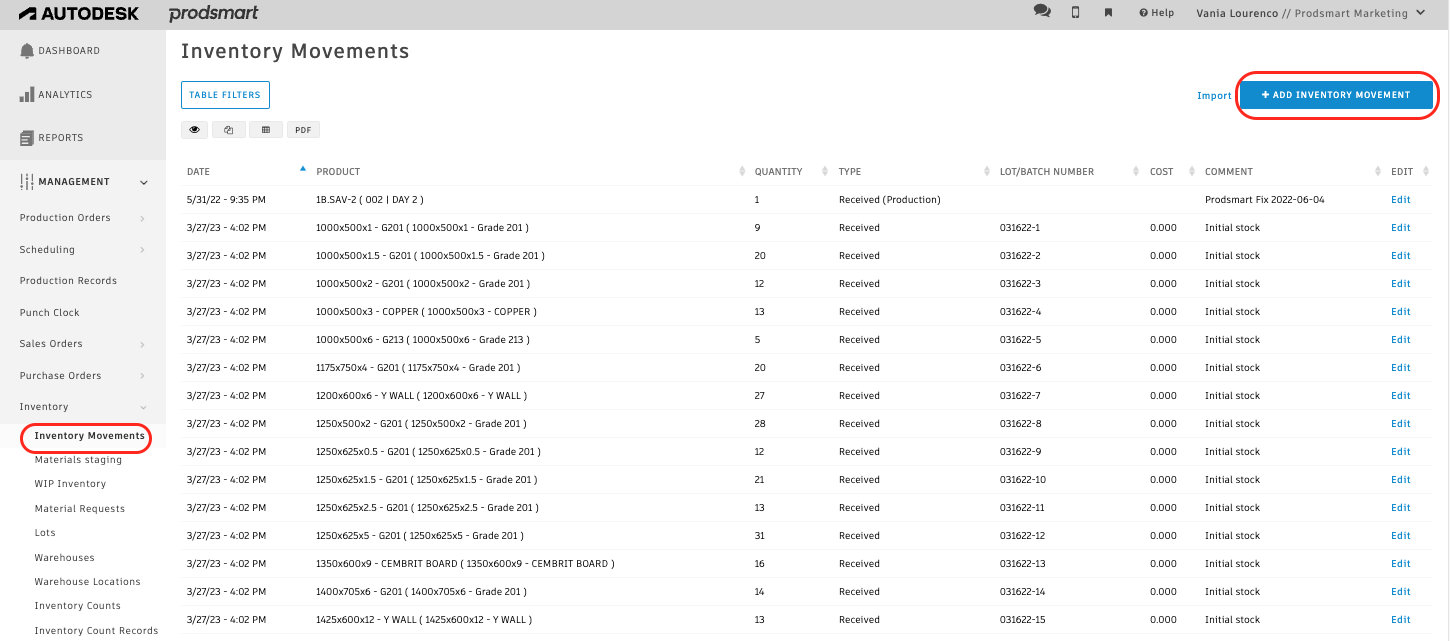 AUTODESK prodsmart Help Vania Lourenco // Prodsmart Marketing
DASHBOARD
ANALYTICS
REPORTS
MANAGEMENT
Production Orders
Scheduling
Production Records
Punch Clock
Sales Orders
Purchase Orders
Inventory
Inventory Movements
Materials staging
WIP Inventory
Material Requests
Lots
Warehouses
Warehouse Locations
Inventory Counts
Inventory Count Records
Inventory Movements
TABLE FILTERS Import + ADD INVENTORY MOVEMENT
PDF
DATE PRODUCT QUANTITY TYPE LOT/BATCH NUMBER COST COMMENT EDIT
5/31/22 - 9:35 PM 1B.SAV-2 ( 002 | DAY 2 ) 1 Received (Production) Prodsmart Fix 2022-06-04 Edit
3/27/23 - 4:02 PM 1000x500x1 - G201 ( 1000x500x1 - Grade 201 ) 9 Received 031622-1 0.000 Initial stock Edit
3/27/23 - 4:02 PM 1000x500x1.5 - G201 ( 1000x500x1.5 - Grade 201 ) 20 Received 031622-2 0.000 Initial stock Edit
3/27/23 - 4:02 PM 1000x500x2 - G201 ( 1000x500x2 - Grade 201 ) 12 Received 031622-3 0.000 Initial stock Edit
3/27/23 - 4:02 PM 1000x500x3 - COPPER ( 1000x500x3 - COPPER ) 13 Received 031622-4 0.000 Initial stock Edit
3/27/23 - 4:02 PM 1000x500x6 - G213 ( 1000x500x6 - Grade 213 ) 5 Received 031622-5 0.000 Initial stock Edit
3/27/23 - 4:02 PM 1175x750x4 - G201 ( 1175x750x4 - Grade 201 ) 20 Received 031622-6 0.000 Initial stock Edit
3/27/23 - 4:02 PM 1200x600x6 - Y WALL ( 1200x600x6 - Y WALL ) 27 Received 031622-7 0.000 Initial stock Edit
3/27/23 - 4:02 PM 1250x500x2 - G201 ( 1250x500x2 - Grade 201 ) 28 Received 031622-8 0.000 Initial stock Edit
3/27/23 - 4:02 PM 1250x625x0.5 - G201 ( 1250x625x0.5 - Grade 201 ) 12 Received 031622-9 0.000 Initial stock Edit
3/27/23 - 4:02 PM 1250x625x1.5 - G201 ( 1250x625x1.5 - Grade 201 ) 21 Received 031622-10 0.000 Initial stock Edit
3/27/23 - 4:02 PM 1250x625x2.5 - G201 ( 1250x625x2.5 - Grade 201 ) 13 Received 031622-11 0.000 Initial stock Edit
3/27/23 - 4:02 PM 1250x625x5 - G201 ( 1250x625x5 - Grade 201 ) 31 Received 031622-12 0.000 Initial stock Edit
3/27/23 - 4:02 PM 1350x600x9 - CEMBRIT BOARD ( 1350x600x9 - CEMBRIT BOARD ) 16 Received 031622-13 0.000 Initial stock Edit
3/27/23 - 4:02 PM 1400x705x6 - G201 ( 1400x705x6 - Grade 201 ) 14 Received 031622-14 0.000 Initial stock Edit
3/27/23 - 4:02 PM 1425x600x12 - Y WALL ( 1425x600x12 - Y WALL ) 13 Received 031622-15 0.000 Initial stock Edit